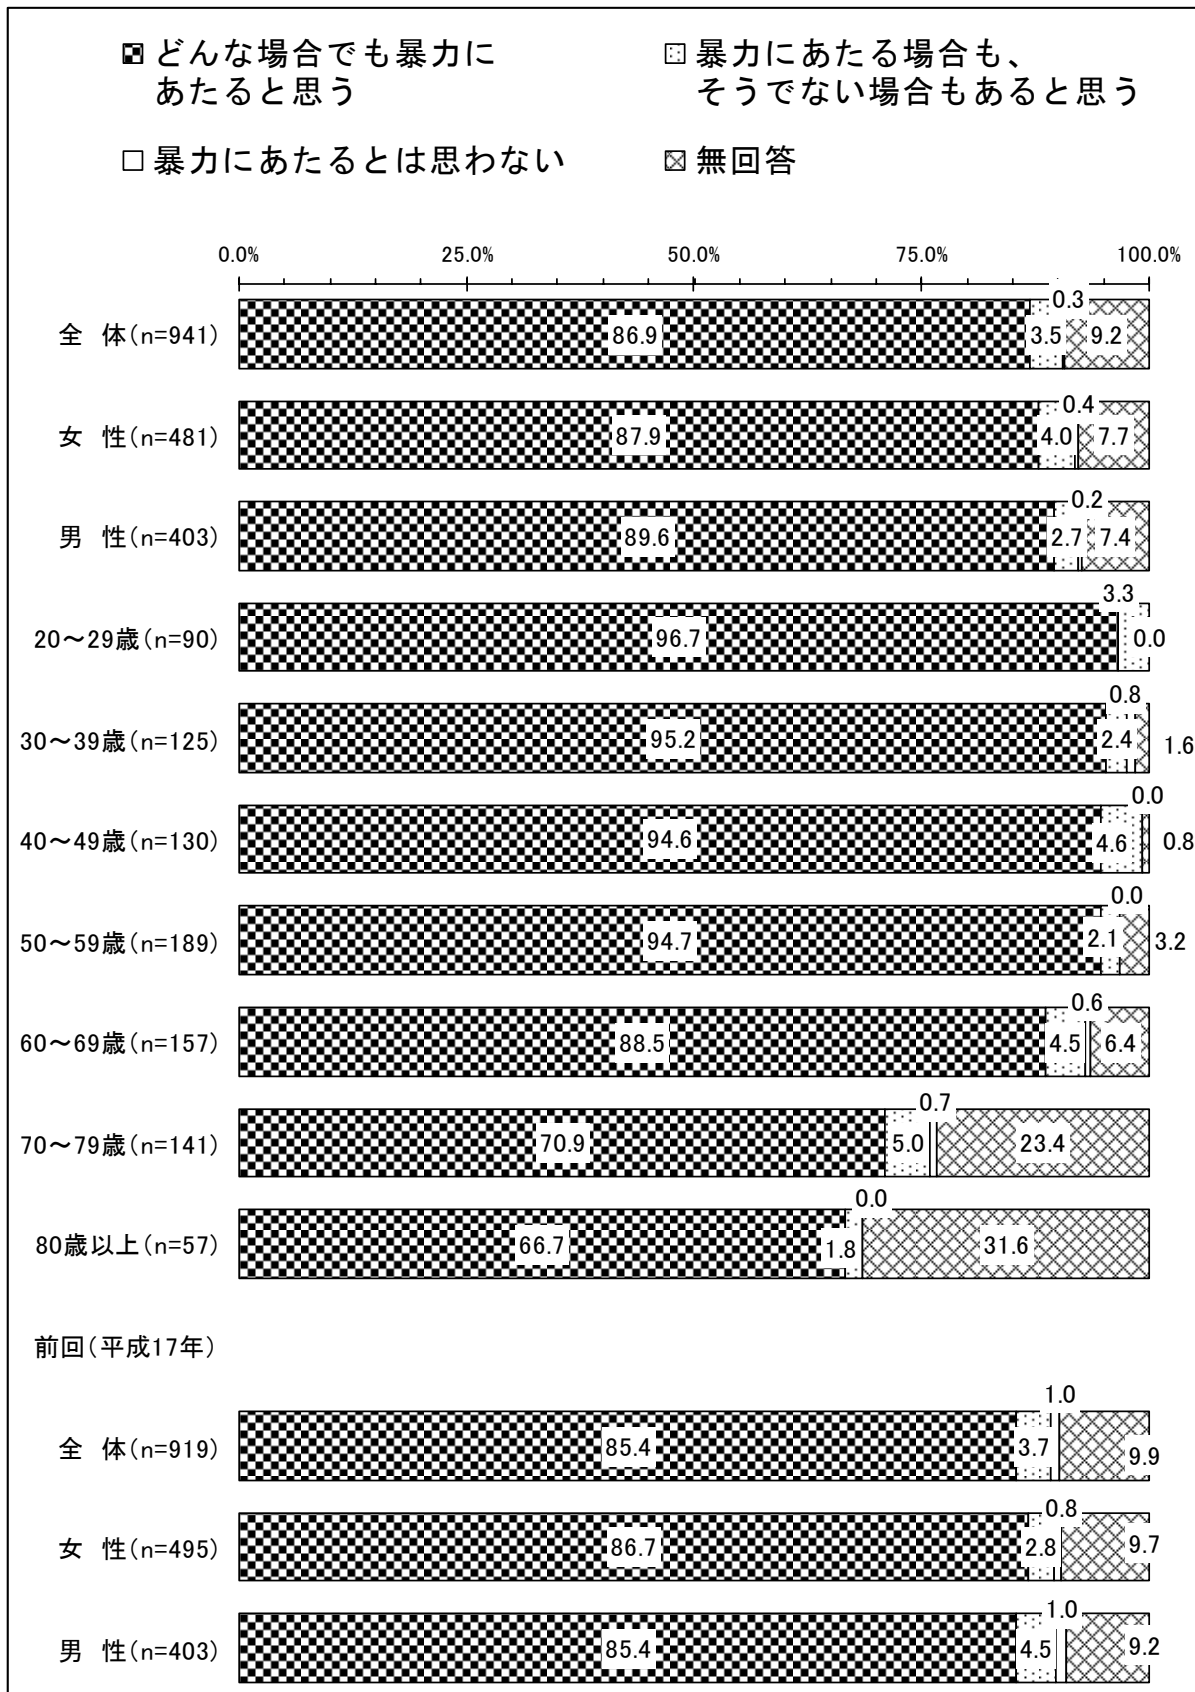 どんな場合でも暴力に
あたると思う
暴力にあたる場合も、
そうでない場合もあると思う
暴力にあたるとは思わない
無回答
0.0% 25.0% 50.0% 75.0% 100.0%
全 体(n=941) 86.9 3.5 0.3 9.2
女 性(n=481) 87.9 4.0 0.4 7.7
男 性(n=403) 89.6 2.7 0.2 7.4
20～29歳(n=90) 96.7 3.3 0.0
30～39歳(n=125) 95.2 2.4 0.8 1.6
40～49歳(n=130) 94.6 4.6 0.0 0.8
50～59歳(n=189) 94.7 2.1 0.0 3.2
60～69歳(n=157) 88.5 4.5 0.6 6.4
70～79歳(n=141) 70.9 5.0 0.7 23.4
80歳以上(n=57) 66.7 1.8 0.0 31.6
前回(平成17年)
全 体(n=919) 85.4 3.7 1.0 9.9
女 性(n=495) 86.7 2.8 0.8 9.7
男 性(n=403) 85.4 4.5 1.0 9.2